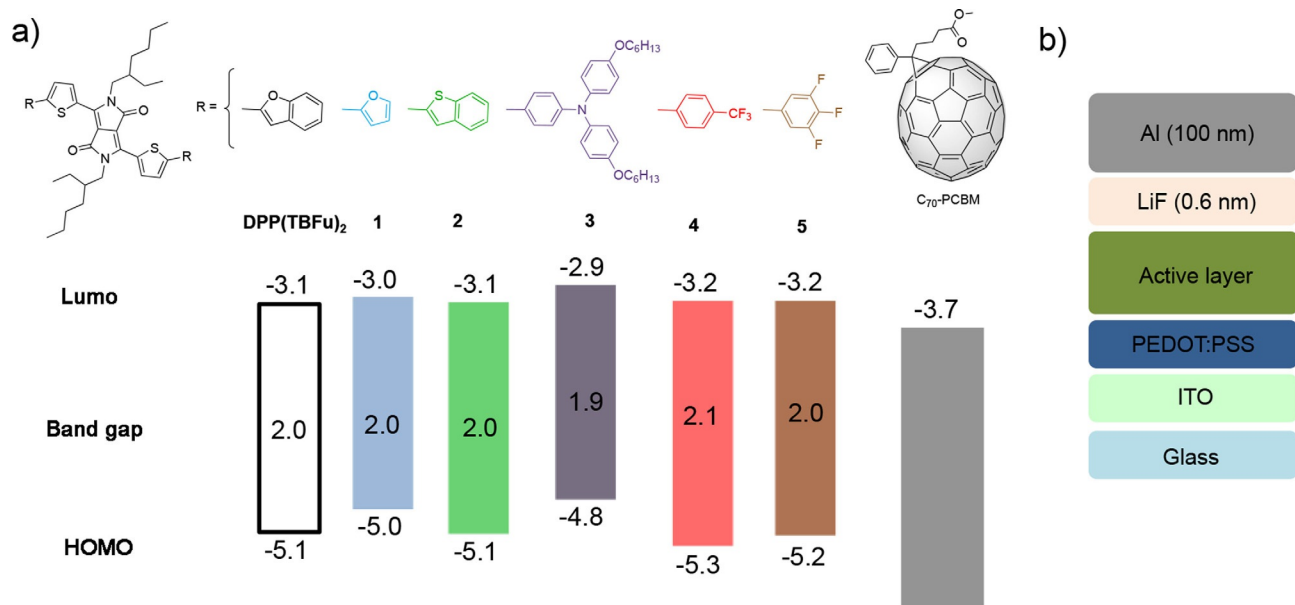 a)
b)
R
S
N
O
O
N
S
R
R =
O
O
S
N
OC6H13
OC6H13
CF3
F
F
F
O
O
C70-PCBM
DPP(TBFu)2
1
2
3
4
5
Lumo
-3.1
-3.0
-3.1
-2.9
-3.2
-3.2
-3.7
Band gap
2.0
2.0
2.0
1.9
2.1
2.0
HOMO
-5.1
-5.0
-5.1
-4.8
-5.3
-5.2
Al (100 nm)
LiF (0.6 nm)
Active layer
PEDOT:PSS
ITO
Glass